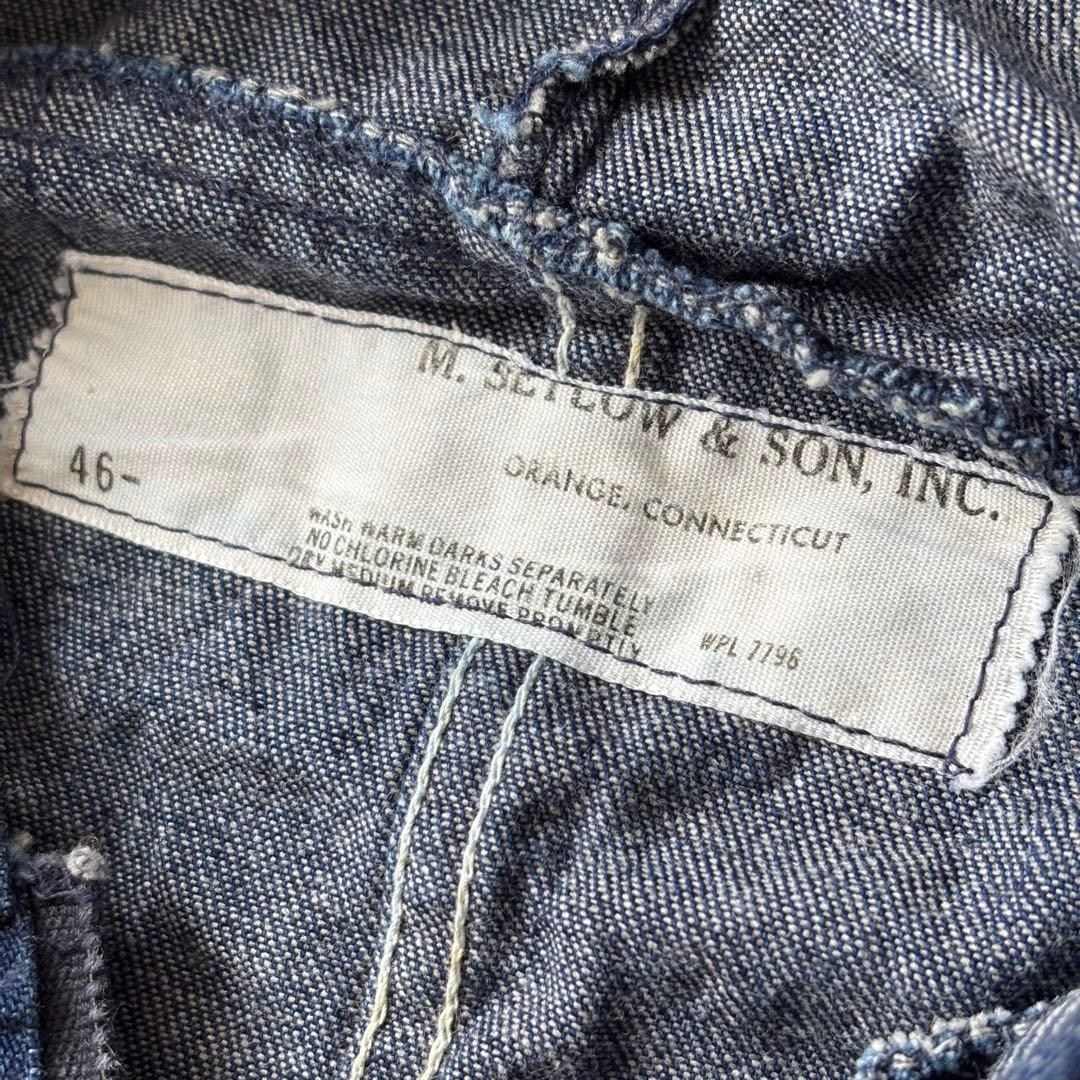 M. SETLOW & SON, INC.
ORANGE, CONNECTICUT
46-
WASH WARM DARKS SEPARATELY
NO CHLORINE BLEACH TUMBLE
DRY MEDIUM REMOVE PROMPTLY
WPL 7796